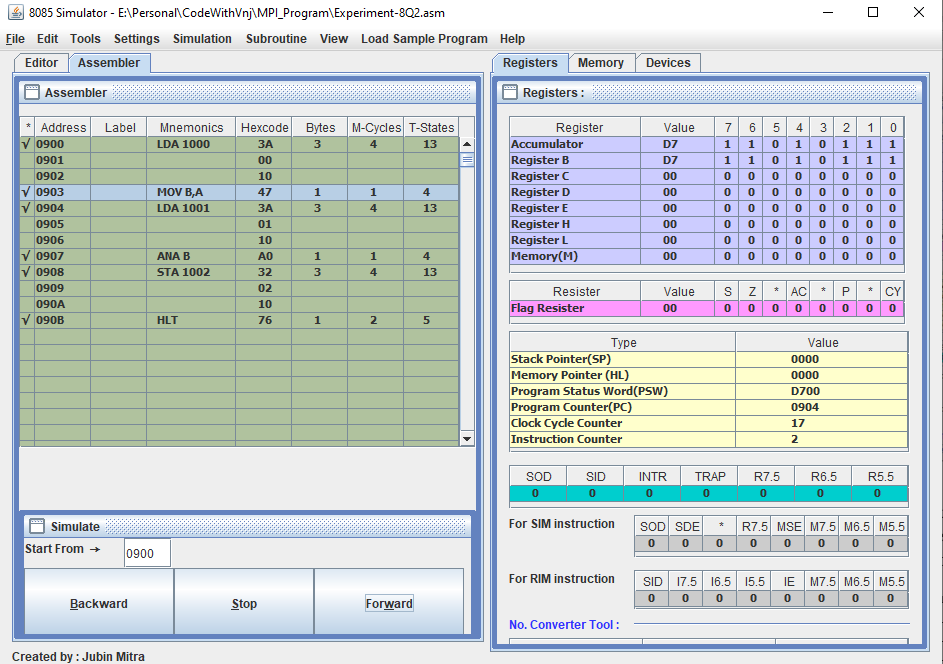 8085 Simulator - E:\Personal\CodeWithVnj\MPI_Program\Experiment-8Q2.asm
File Edit Tools Settings Simulation Subroutine View Load Sample Program Help
Editor Assembler
Assembler
* Address Label Mnemonics Hexcode Bytes M-Cycles T-States
√ 0900 LDA 1000 3A 3 4 13
0901 00
0902 10
√ 0903 MOV B,A 47 1 1 4
√ 0904 LDA 1001 3A 3 4 13
0905 01
0906 10
√ 0907 ANA B A0 1 1 4
√ 0908 STA 1002 32 3 4 13
0909 02
090A 10
√ 090B HLT 76 1 2 5
Simulate
Start From → 0900
Backward Stop Forward
Created by : Jubin Mitra
Registers Memory Devices
Registers :
Register Value 7 6 5 4 3 2 1 0
Accumulator D7 1 1 0 1 0 1 1 1
Register B D7 1 1 0 1 0 1 1 1
Register C 00 0 0 0 0 0 0 0 0
Register D 00 0 0 0 0 0 0 0 0
Register E 00 0 0 0 0 0 0 0 0
Register H 00 0 0 0 0 0 0 0 0
Register L 00 0 0 0 0 0 0 0 0
Memory(M) 00 0 0 0 0 0 0 0 0
Resister Value S Z * AC * P * CY
Flag Resister 00 0 0 0 0 0 0 0 0
Type Value
Stack Pointer(SP) 0000
Memory Pointer (HL) 0000
Program Status Word(PSW) D700
Program Counter(PC) 0904
Clock Cycle Counter 17
Instruction Counter 2
SOD SID INTR TRAP R7.5 R6.5 R5.5
0 0 0 0 0 0 0
For SIM instruction
SOD SDE * R7.5 MSE M7.5 M6.5 M5.5
0 0 0 0 0 0 0 0
For RIM instruction
SID I7.5 I6.5 I5.5 IE M7.5 M6.5 M5.5
0 0 0 0 0 0 0 0
No. Converter Tool :